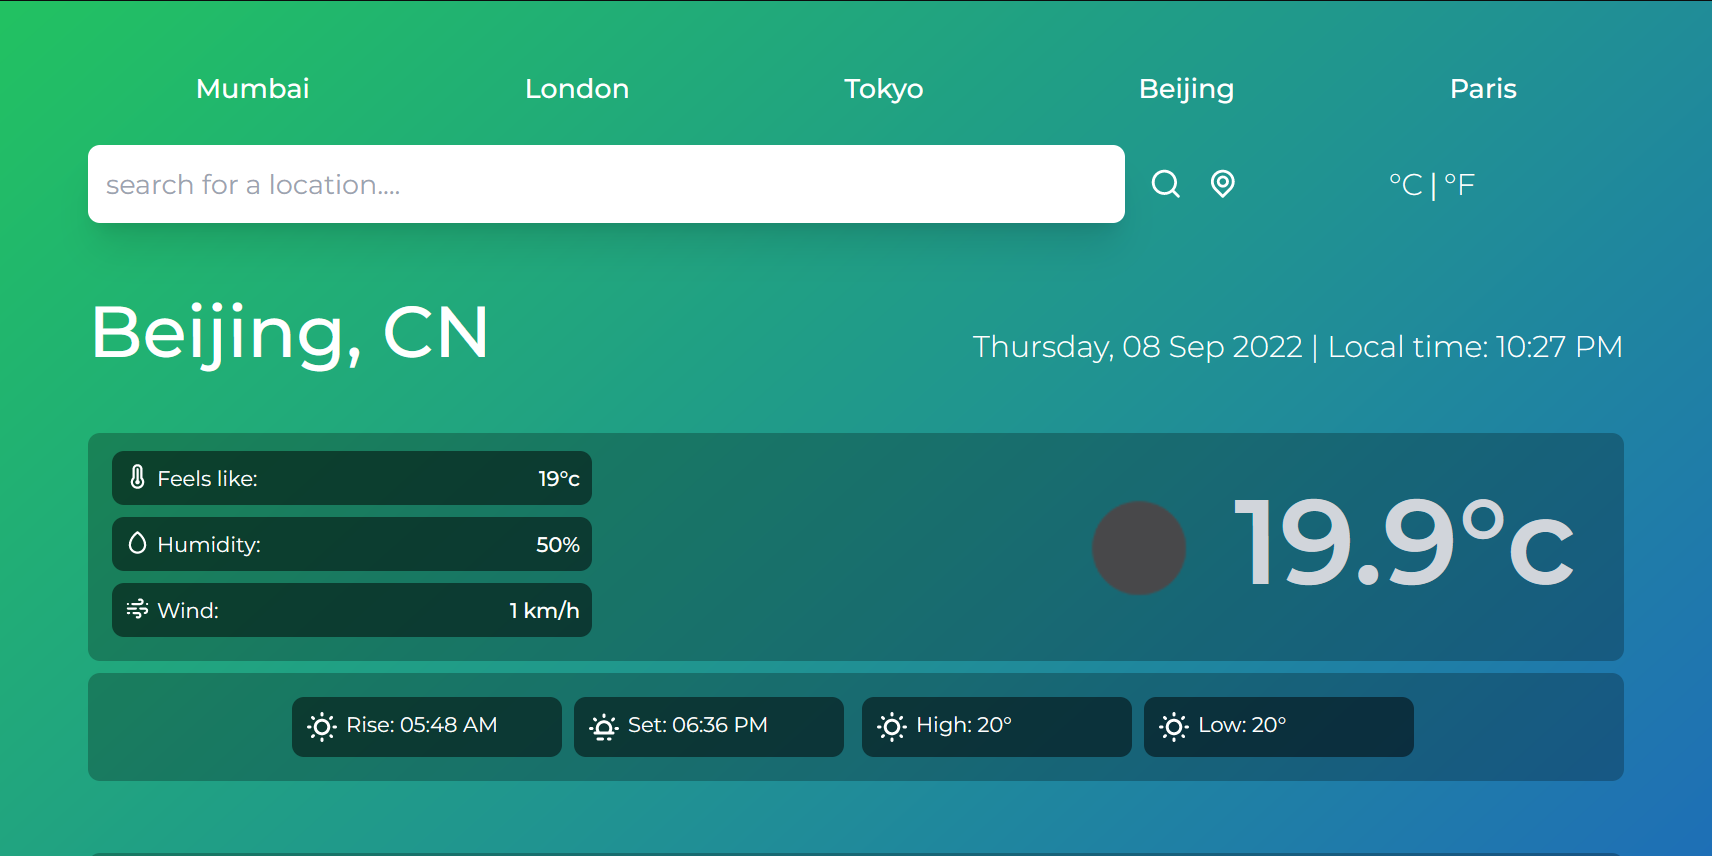 Mumbai London Tokyo Beijing Paris
search for a location....
°C | °F
Beijing, CN
Thursday, 08 Sep 2022 | Local time: 10:27 PM
Feels like: 19°c
Humidity: 50%
Wind: 1 km/h
19.9°c
Rise: 05:48 AM Set: 06:36 PM High: 20° Low: 20°